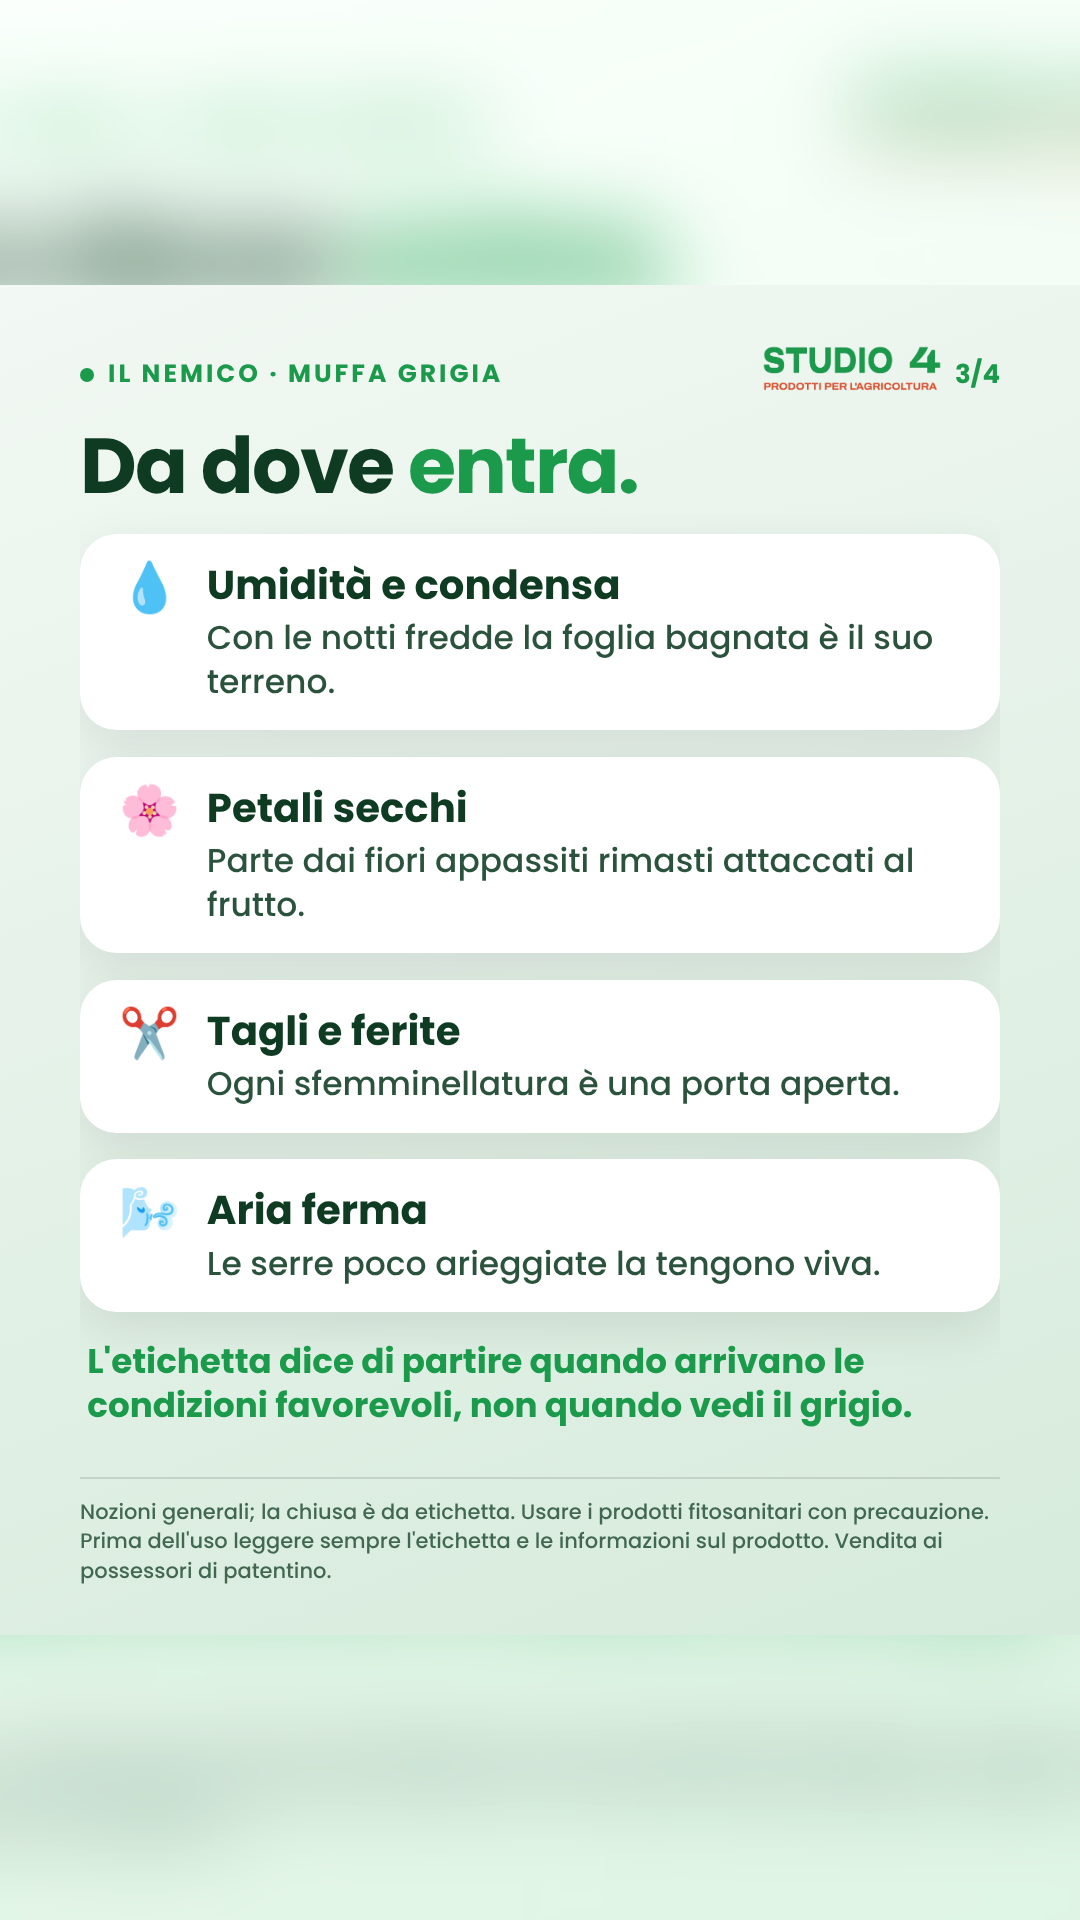 IL NEMICO · MUFFA GRIGIA
STUDIO 4
PRODOTTI PER L'AGRICOLTURA
3/4
Da dove entra.
Umidità e condensa
Con le notti fredde la foglia bagnata è il suo
terreno.
Petali secchi
Parte dai fiori appassiti rimasti attaccati al
frutto.
Tagli e ferite
Ogni sfemminellatura è una porta aperta.
Aria ferma
Le serre poco arieggiate la tengono viva.
L'etichetta dice di partire quando arrivano le
condizioni favorevoli, non quando vedi il grigio.
Nozioni generali; la chiusa è da etichetta. Usare i prodotti fitosanitari con precauzione.
Prima dell'uso leggere sempre l'etichetta e le informazioni sul prodotto. Vendita ai
possessori di patentino.